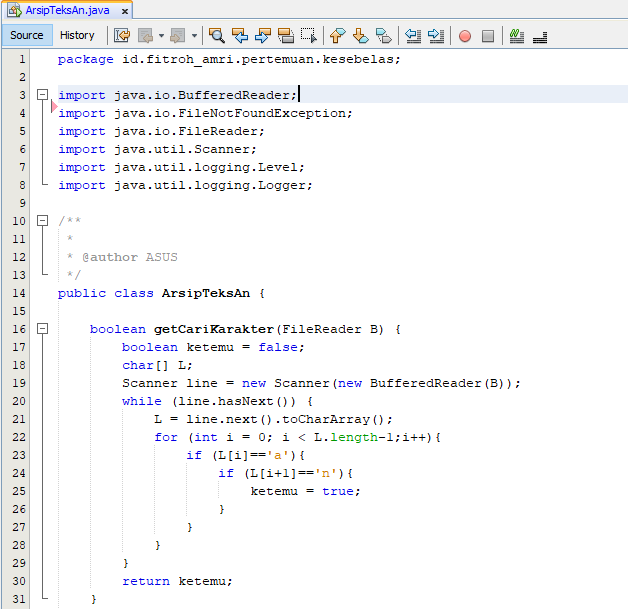 ArsipTeksAn.java x
Source History
1 package id.fitroh_amri.pertemuan.kesebelas;
2
3 import java.io.BufferedReader;
4 import java.io.FileNotFoundException;
5 import java.io.FileReader;
6 import java.util.Scanner;
7 import java.util.logging.Level;
8 import java.util.logging.Logger;
9
10 /**
11  *
12  * @author ASUS
13  */
14 public class ArsipTeksAn {
15
16     boolean getCariKarakter(FileReader B) {
17         boolean ketemu = false;
18         char[] L;
19         Scanner line = new Scanner(new BufferedReader(B));
20         while (line.hasNext()) {
21             L = line.next().toCharArray();
22             for (int i = 0; i < L.length-1;i++){
23                 if (L[i]=='a'){
24                     if (L[i+1]=='n'){
25                         ketemu = true;
26                     }
27                 }
28             }
29         }
30         return ketemu;
31     }